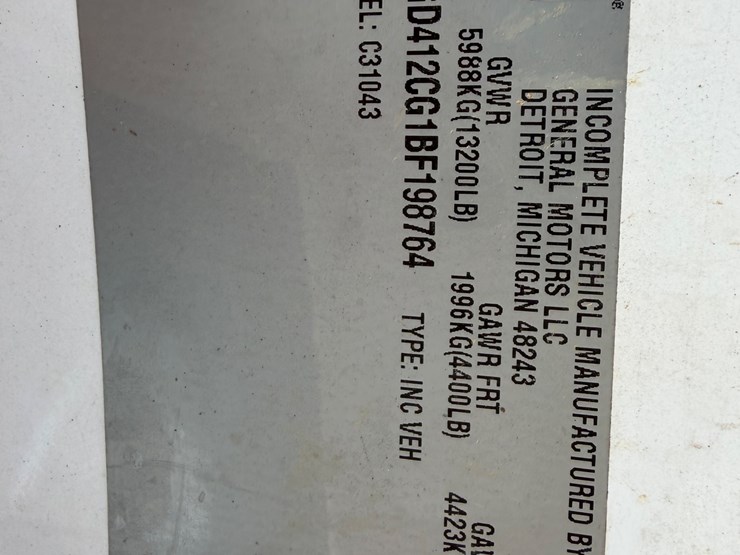 INCOMPLETE VEHICLE MANUFACTURED BY
GENERAL MOTORS LLC
DETROIT, MICHIGAN 48243
GVWR GAWR FRT
5988KG(13200LB) 1996KG(4400LB) 4423K
D412CG1BF198764 TYPE: INC VEH
EL: C31043